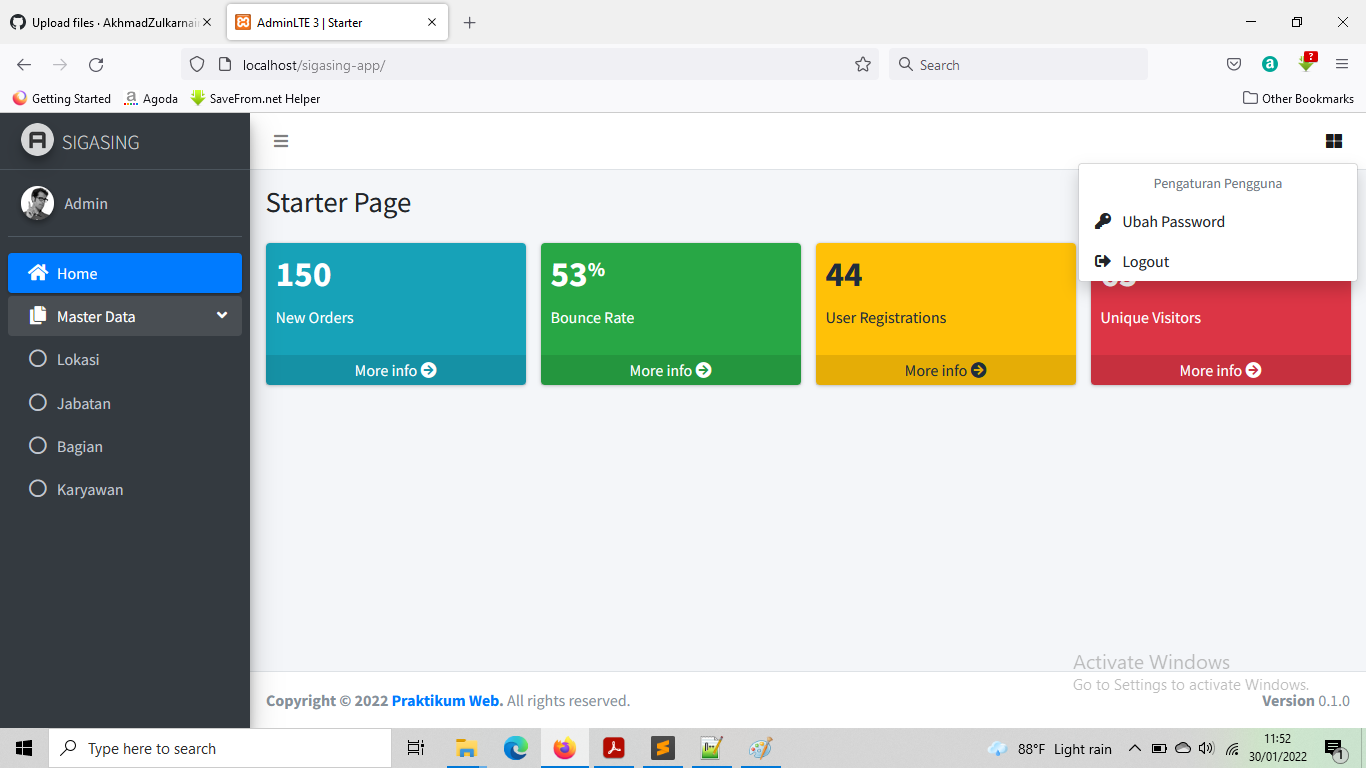 Upload files · AkhmadZulkarnain
AdminLTE 3 | Starter
localhost/sigasing-app/
Search
?
Getting Started
a Agoda
SaveFrom.net Helper
Other Bookmarks
SIGASING
Admin
Home
Master Data
Lokasi
Jabatan
Bagian
Karyawan
Starter Page
Pengaturan Pengguna
Ubah Password
Logout
150
New Orders
More info
53%
Bounce Rate
More info
44
User Registrations
More info
Unique Visitors
More info
Activate Windows
Go to Settings to activate Windows.
Copyright © 2022 Praktikum Web. All rights reserved.
Version 0.1.0
Type here to search
88°F Light rain
11:52
30/01/2022
1